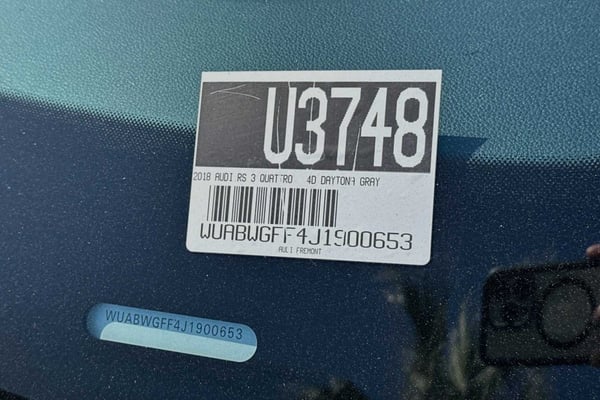 U3748
2018 AUDI RS 3 QUATTRO 4D DAYTONA GRAY
WUABWGFF4J1900653
AUDI FREMONT
WUABWGFF4J1900653